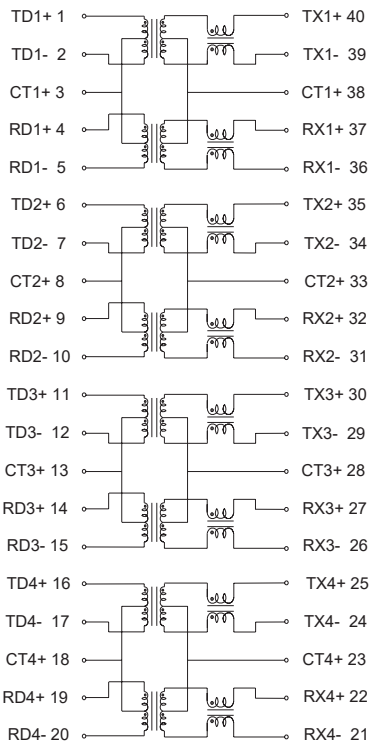 TD1+ 1 TX1+ 40
TD1- 2 TX1- 39
CT1+ 3 CT1+ 38
RD1+ 4 RX1+ 37
RD1- 5 RX1- 36
TD2+ 6 TX2+ 35
TD2- 7 TX2- 34
CT2+ 8 CT2+ 33
RD2+ 9 RX2+ 32
RD2- 10 RX2- 31
TD3+ 11 TX3+ 30
TD3- 12 TX3- 29
CT3+ 13 CT3+ 28
RD3+ 14 RX3+ 27
RD3- 15 RX3- 26
TD4+ 16 TX4+ 25
TD4- 17 TX4- 24
CT4+ 18 CT4+ 23
RD4+ 19 RX4+ 22
RD4- 20 RX4- 21